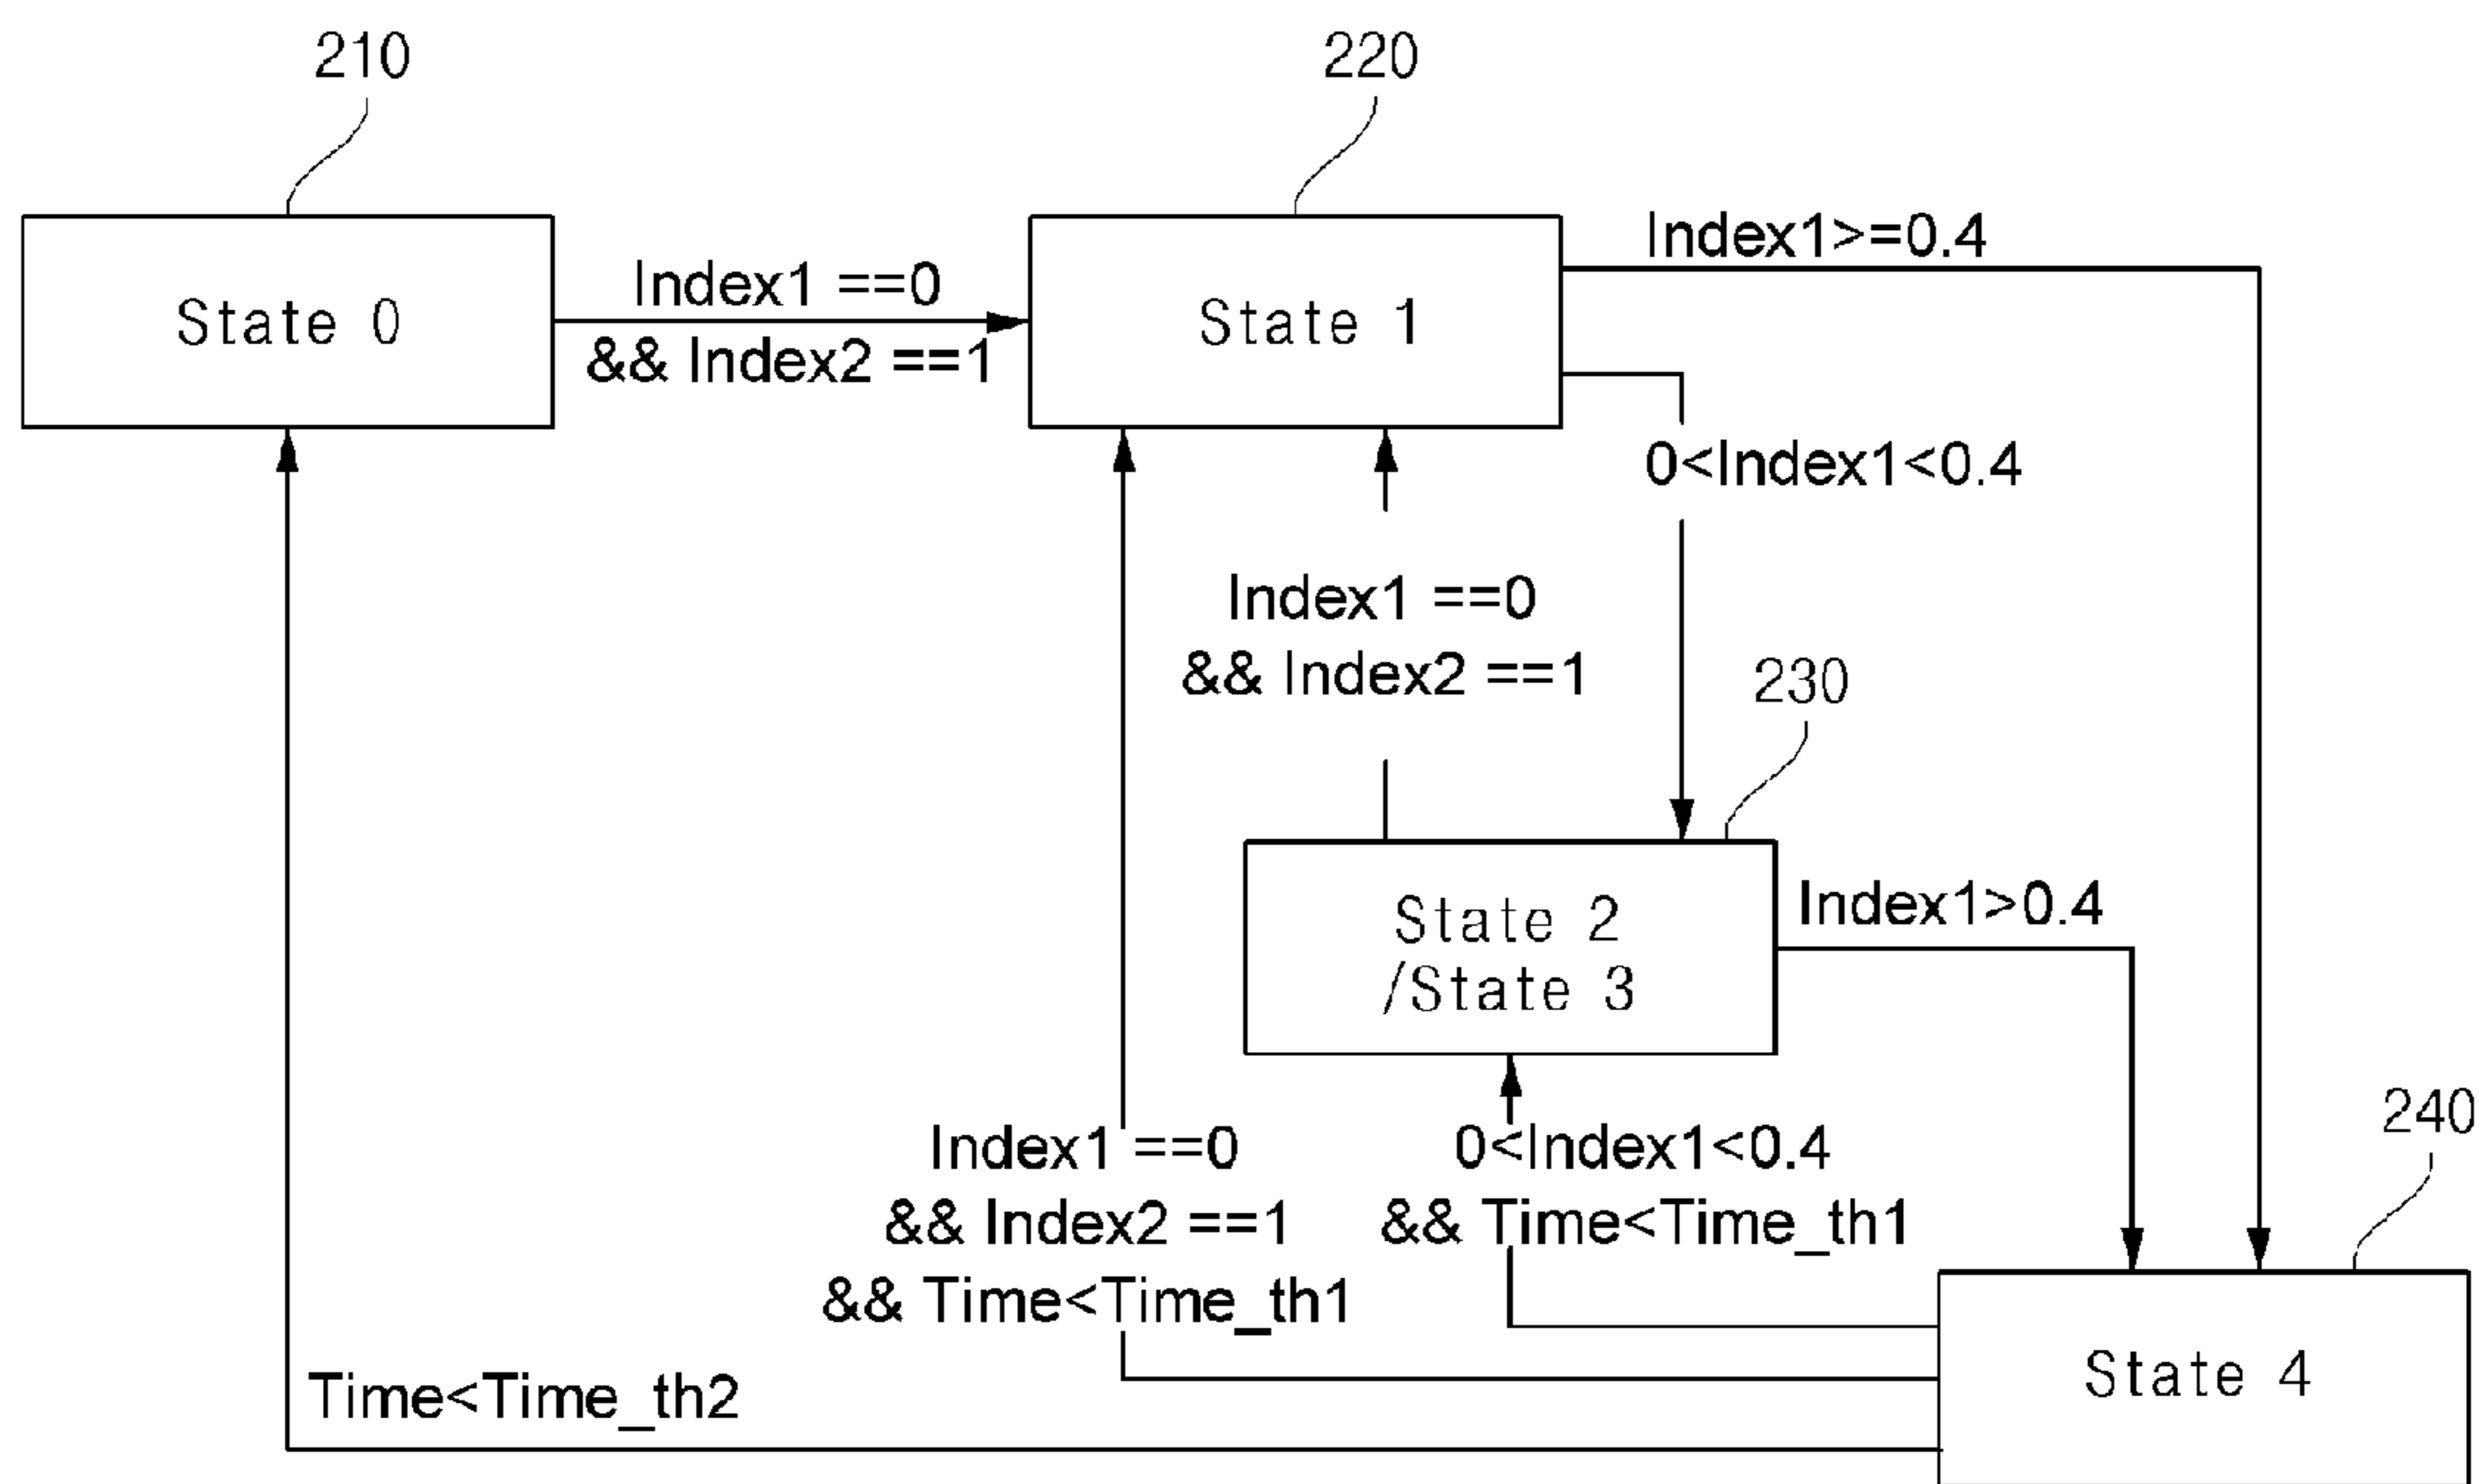 210
220
State 0
Index1 ==0
&& Index2 ==1
State 1
Index1>=0.4
0<Index1<0.4
Index1 ==0
&& Index2 ==1
230
State 2
/State 3
Index1>0.4
240
Index1 ==0
&& Index2 ==1
&& Time<Time_th1
0<Index1<0.4
&& Time<Time_th1
Time<Time_th2
State 4